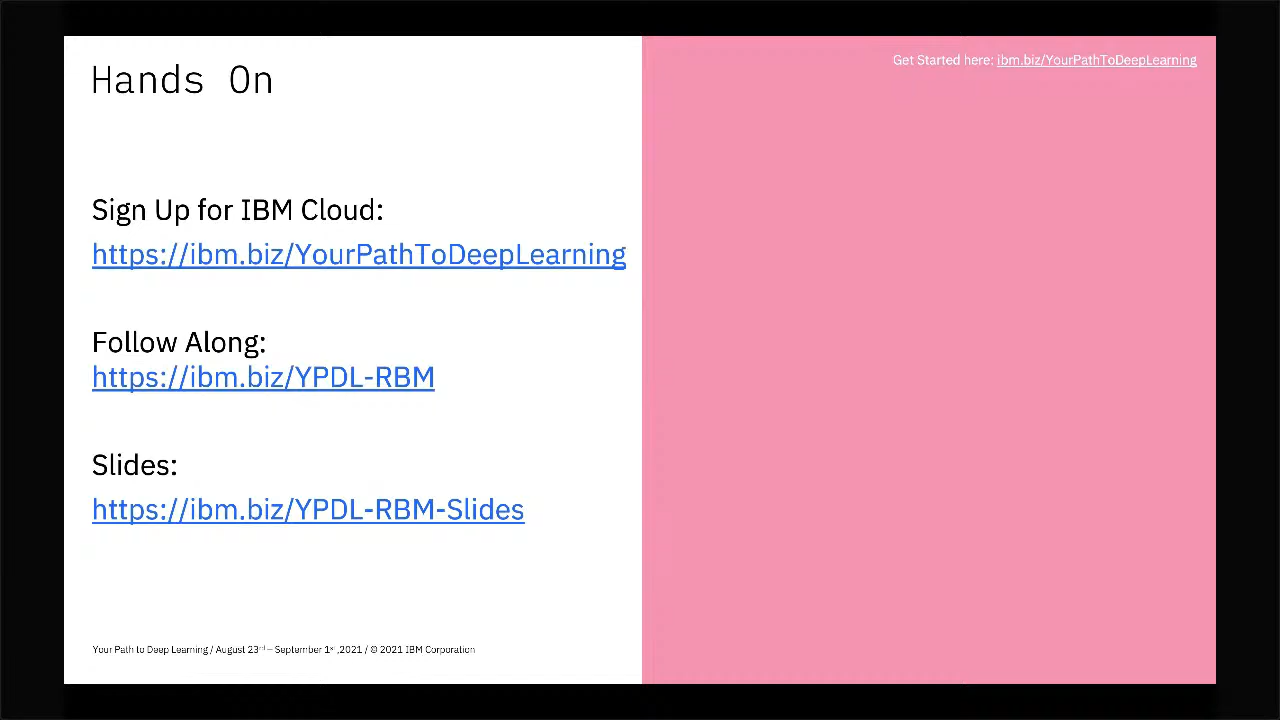 Hands On
Get Started here: ibm.biz/YourPathToDeepLearning
Sign Up for IBM Cloud:
https://ibm.biz/YourPathToDeepLearning
Follow Along:
https://ibm.biz/YPDL-RBM
Slides:
https://ibm.biz/YPDL-RBM-Slides
Your Path to Deep Learning / August 23rd – September 1st ,2021 / © 2021 IBM Corporation